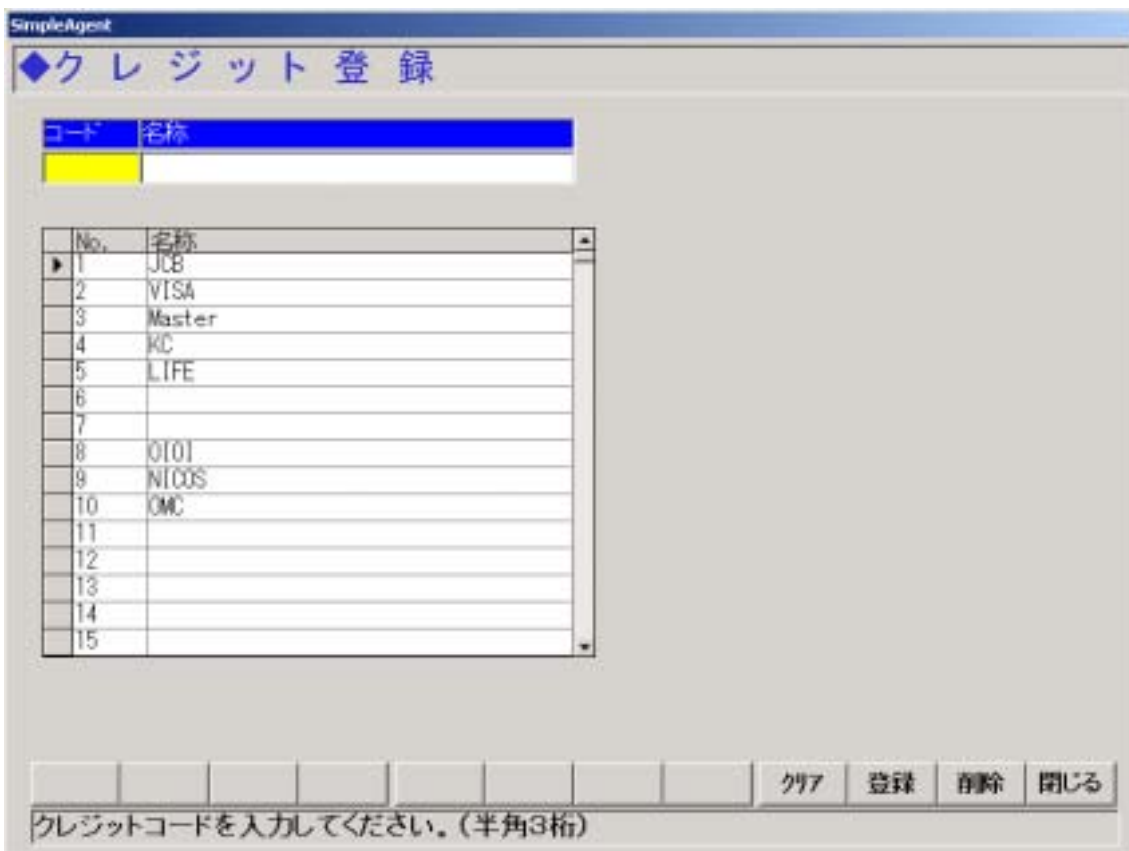 SimpleAgent
◆クレジット登録
コード 名称
No. 名称
1 JCB
2 VISA
3 Master
4 KC
5 LIFE
6
7
8 OIOI
9 NICOS
10 OMC
11
12
13
14
15
クリア 登録 削除 閉じる
クレジットコードを入力してください。(半角3桁)